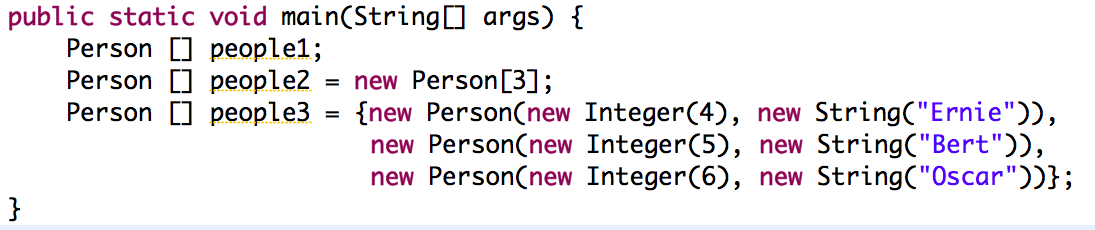 public static void main(String[] args) {
Person [] people1;
Person [] people2 = new Person[3];
Person [] people3 = {new Person(new Integer(4), new String("Ernie")),
new Person(new Integer(5), new String("Bert")),
new Person(new Integer(6), new String("Oscar"))};
}